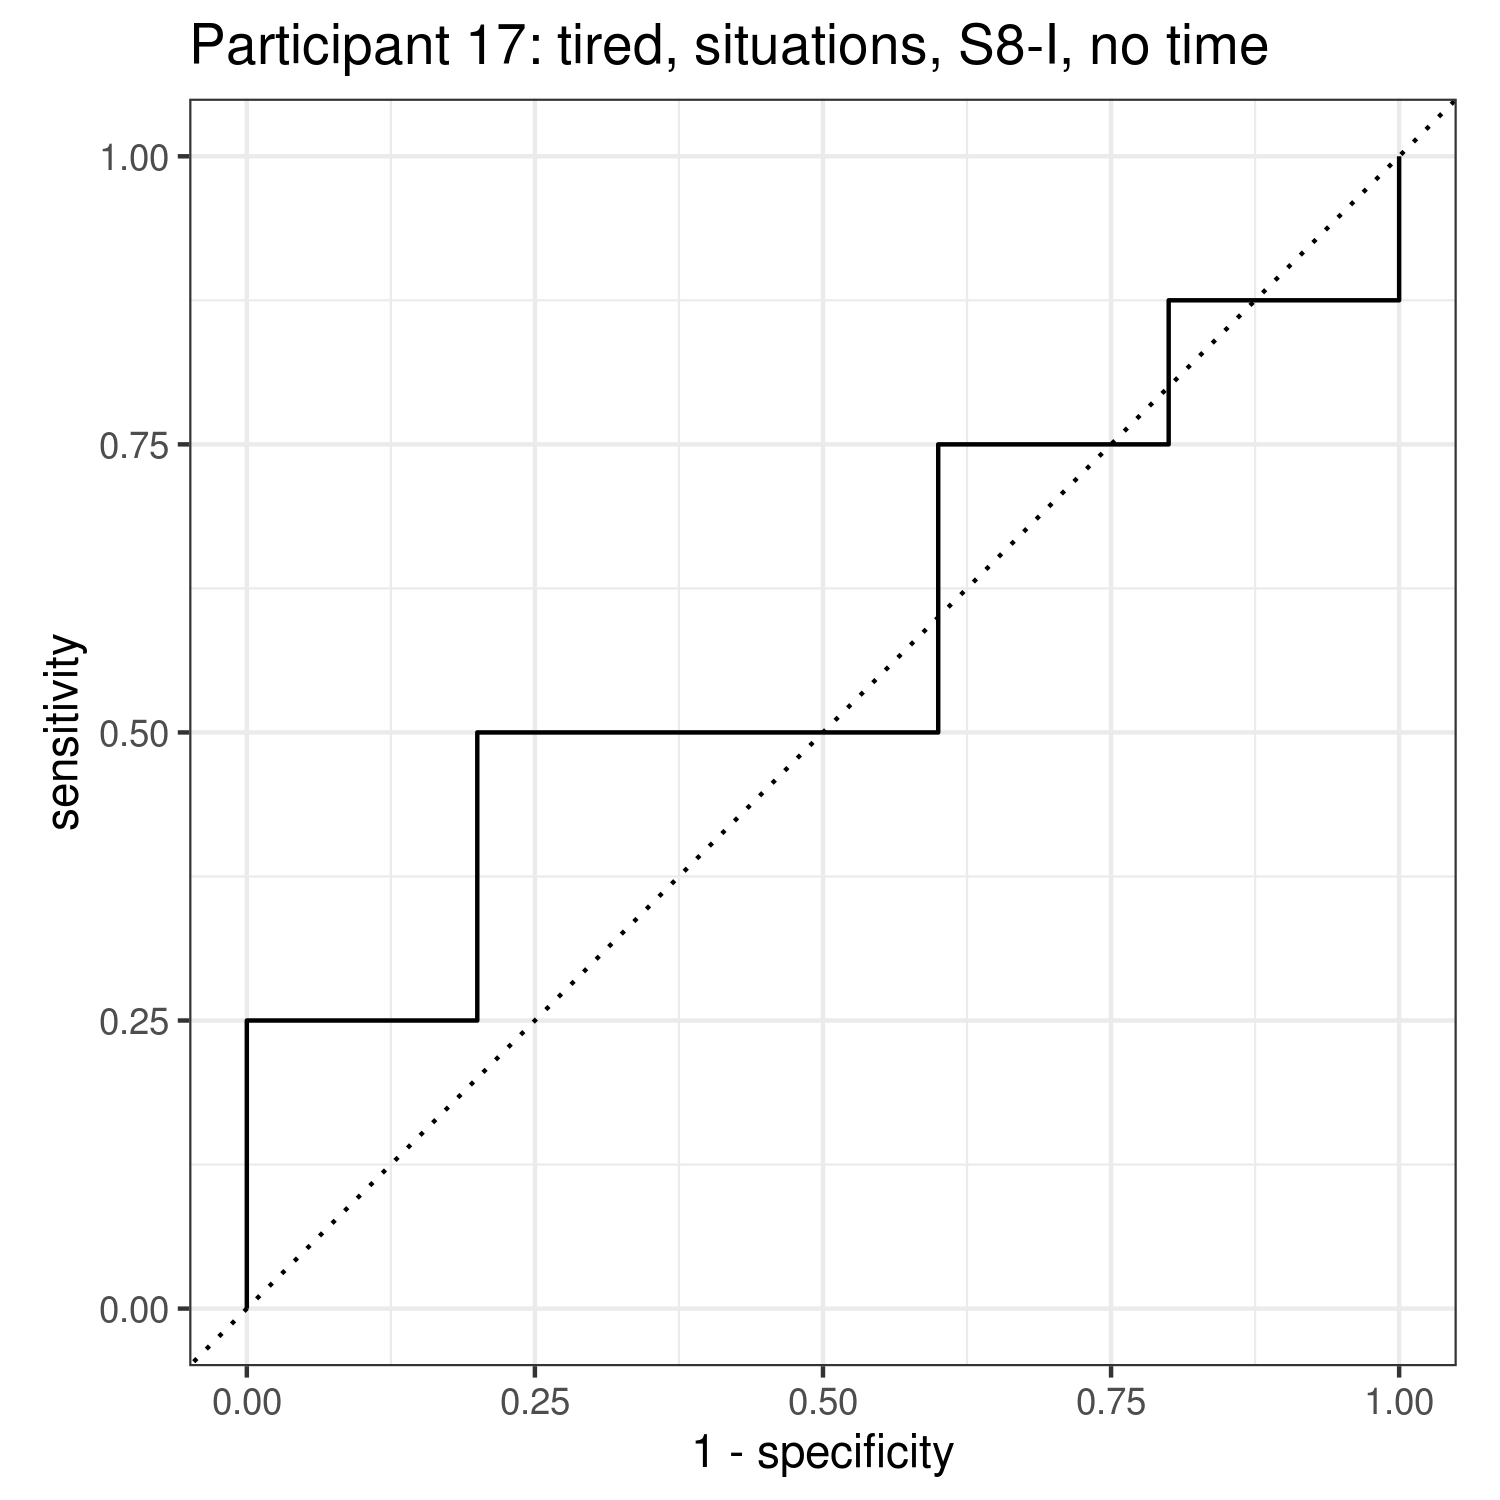 Participant 17: tired, situations, S8-I, no time
1.00
0.75
0.50
0.25
0.00
sensitivity
0.00 0.25 0.50 0.75 1.00
1 - specificity